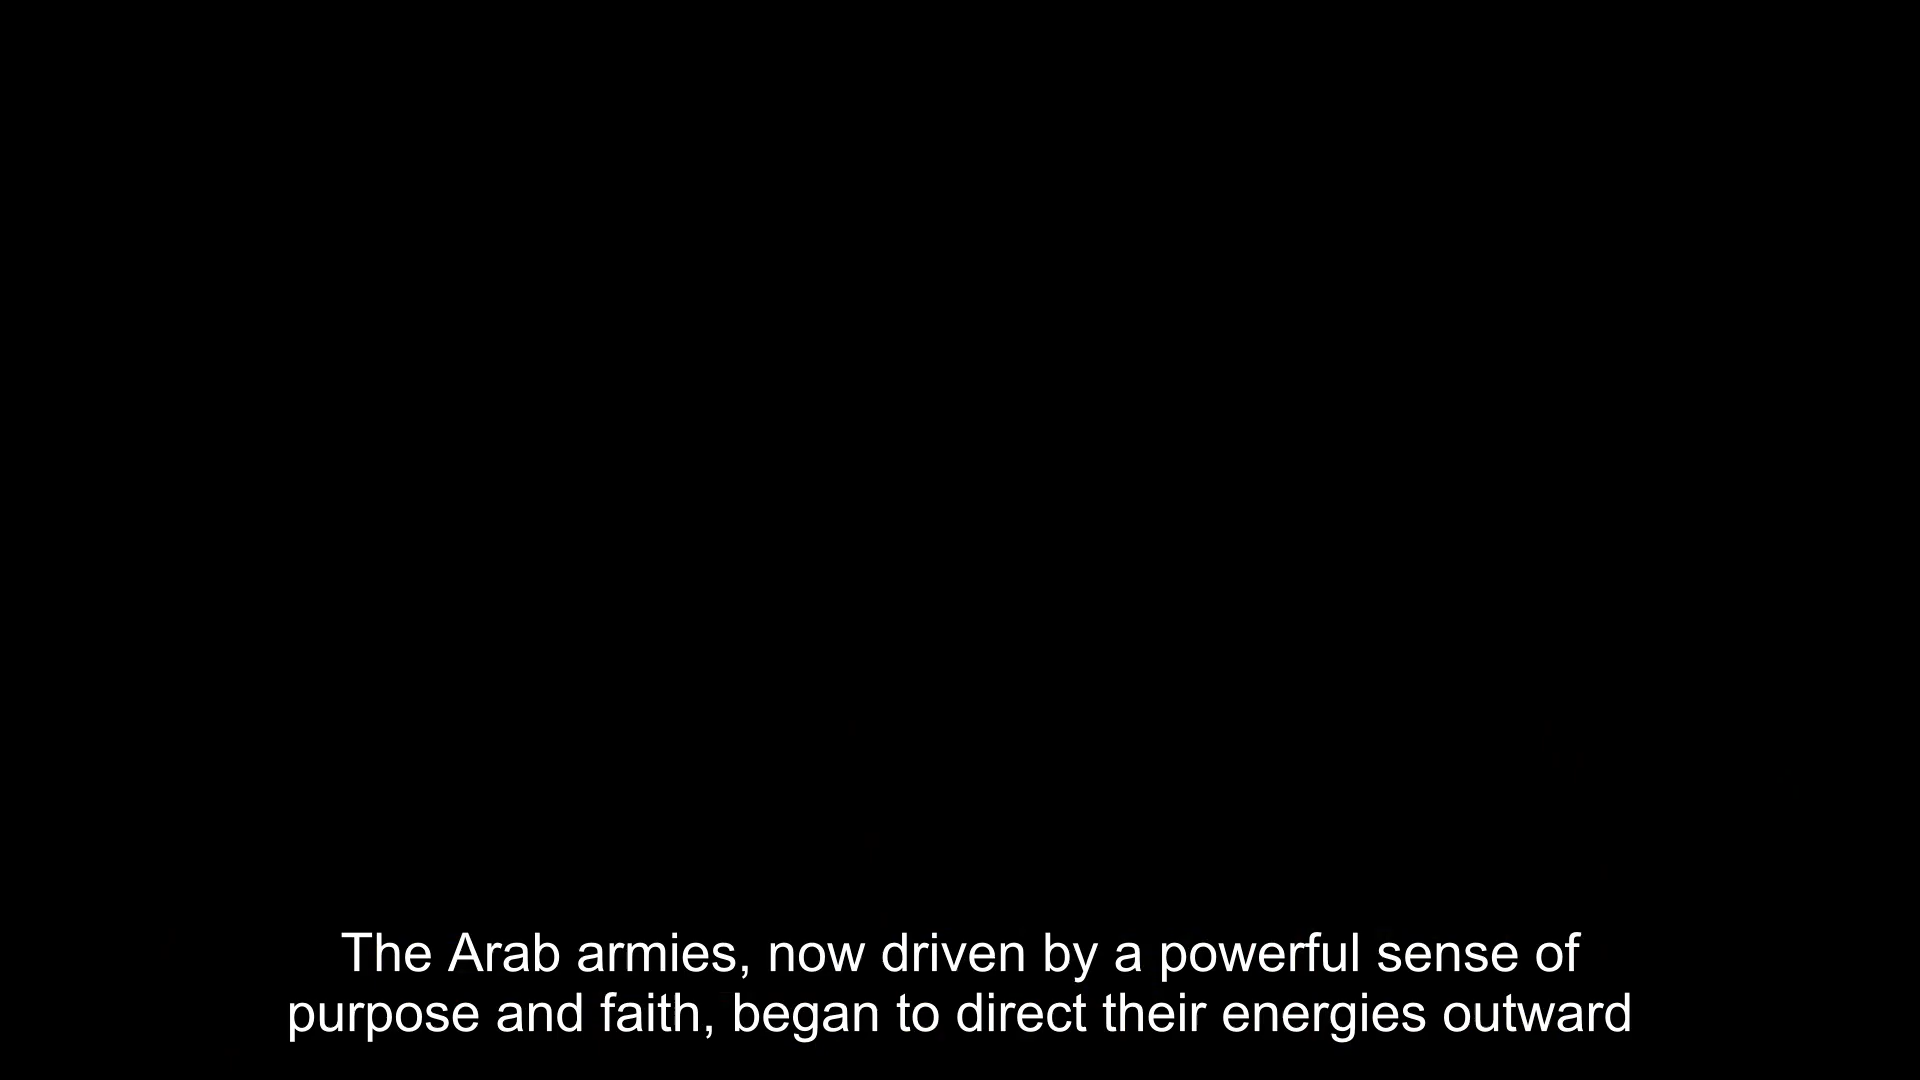 The Arab armies, now driven by a powerful sense of
purpose and faith, began to direct their energies outward